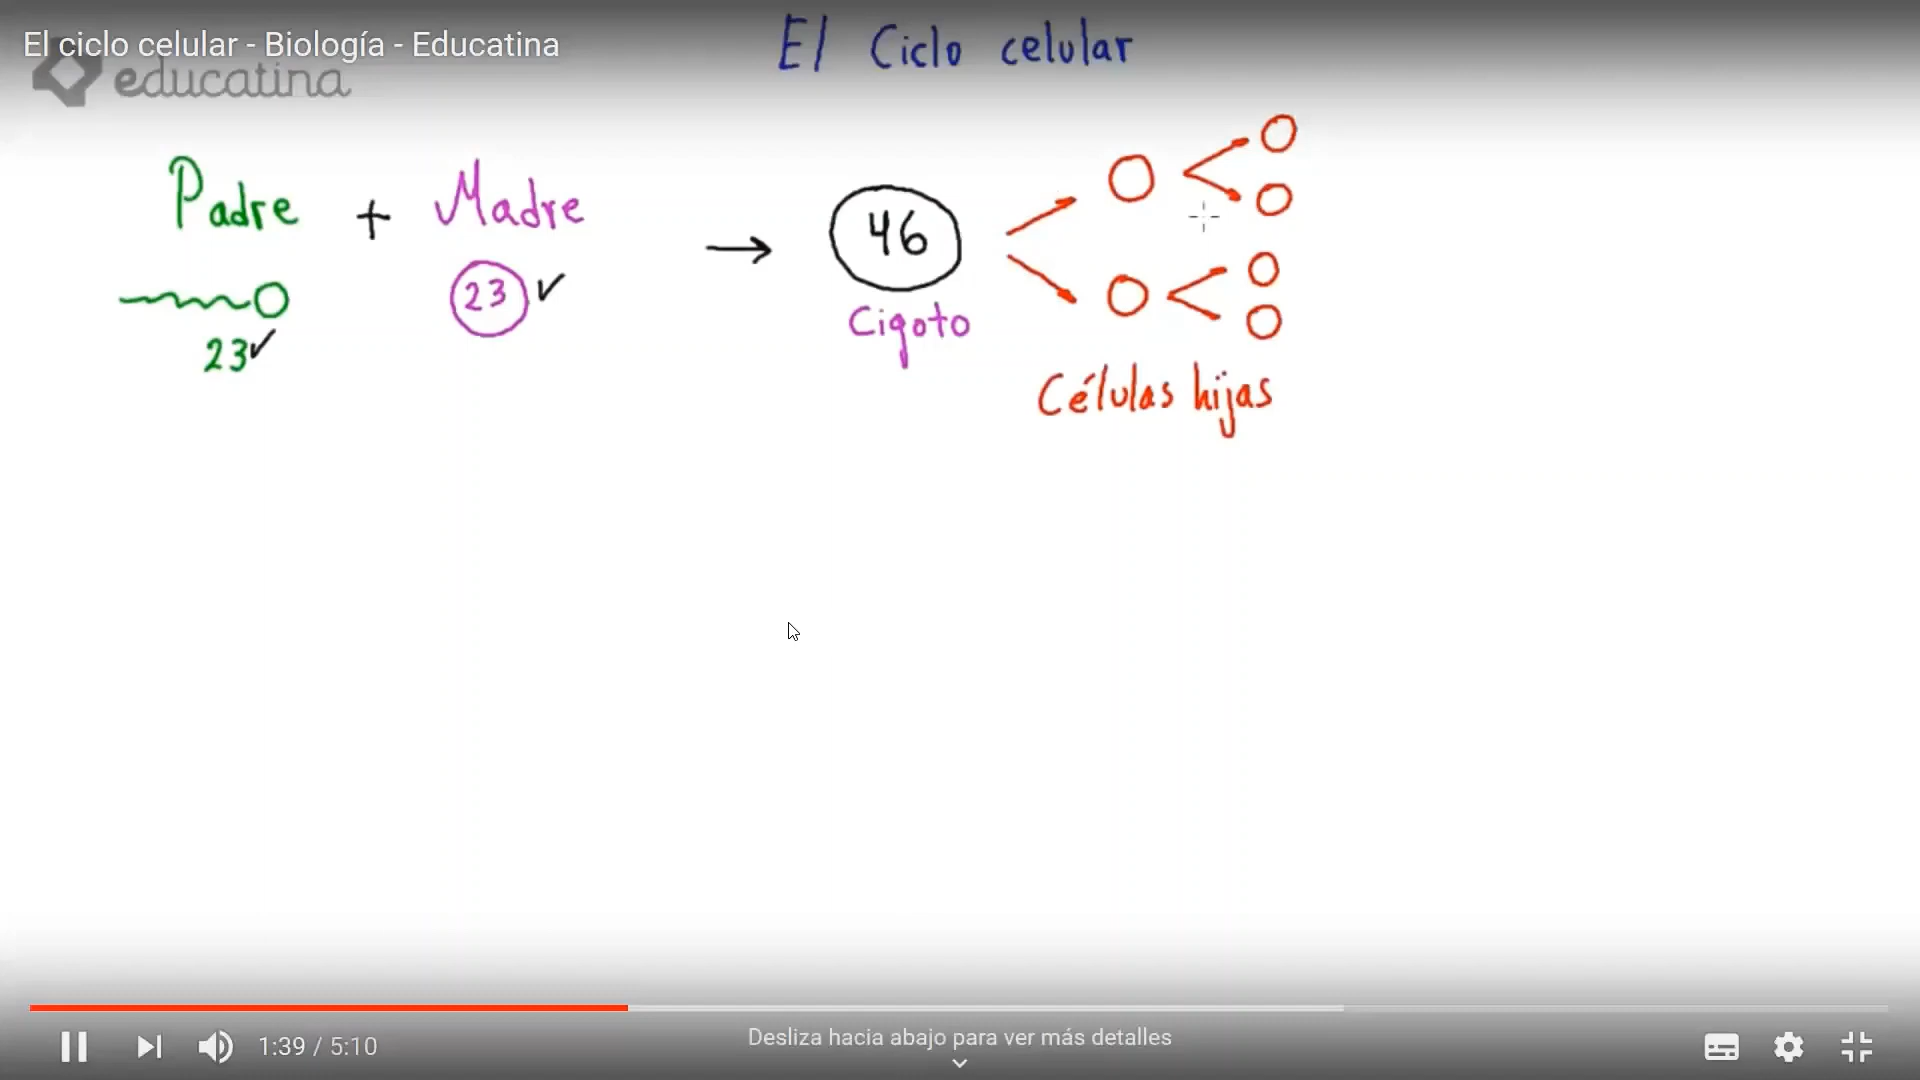 El ciclo celular - Biología - Educatina
educatina
El Ciclo celular
Padre + Madre
23
23
46
Cigoto
Células hijas
1:39 / 5:10
Desliza hacia abajo para ver más detalles